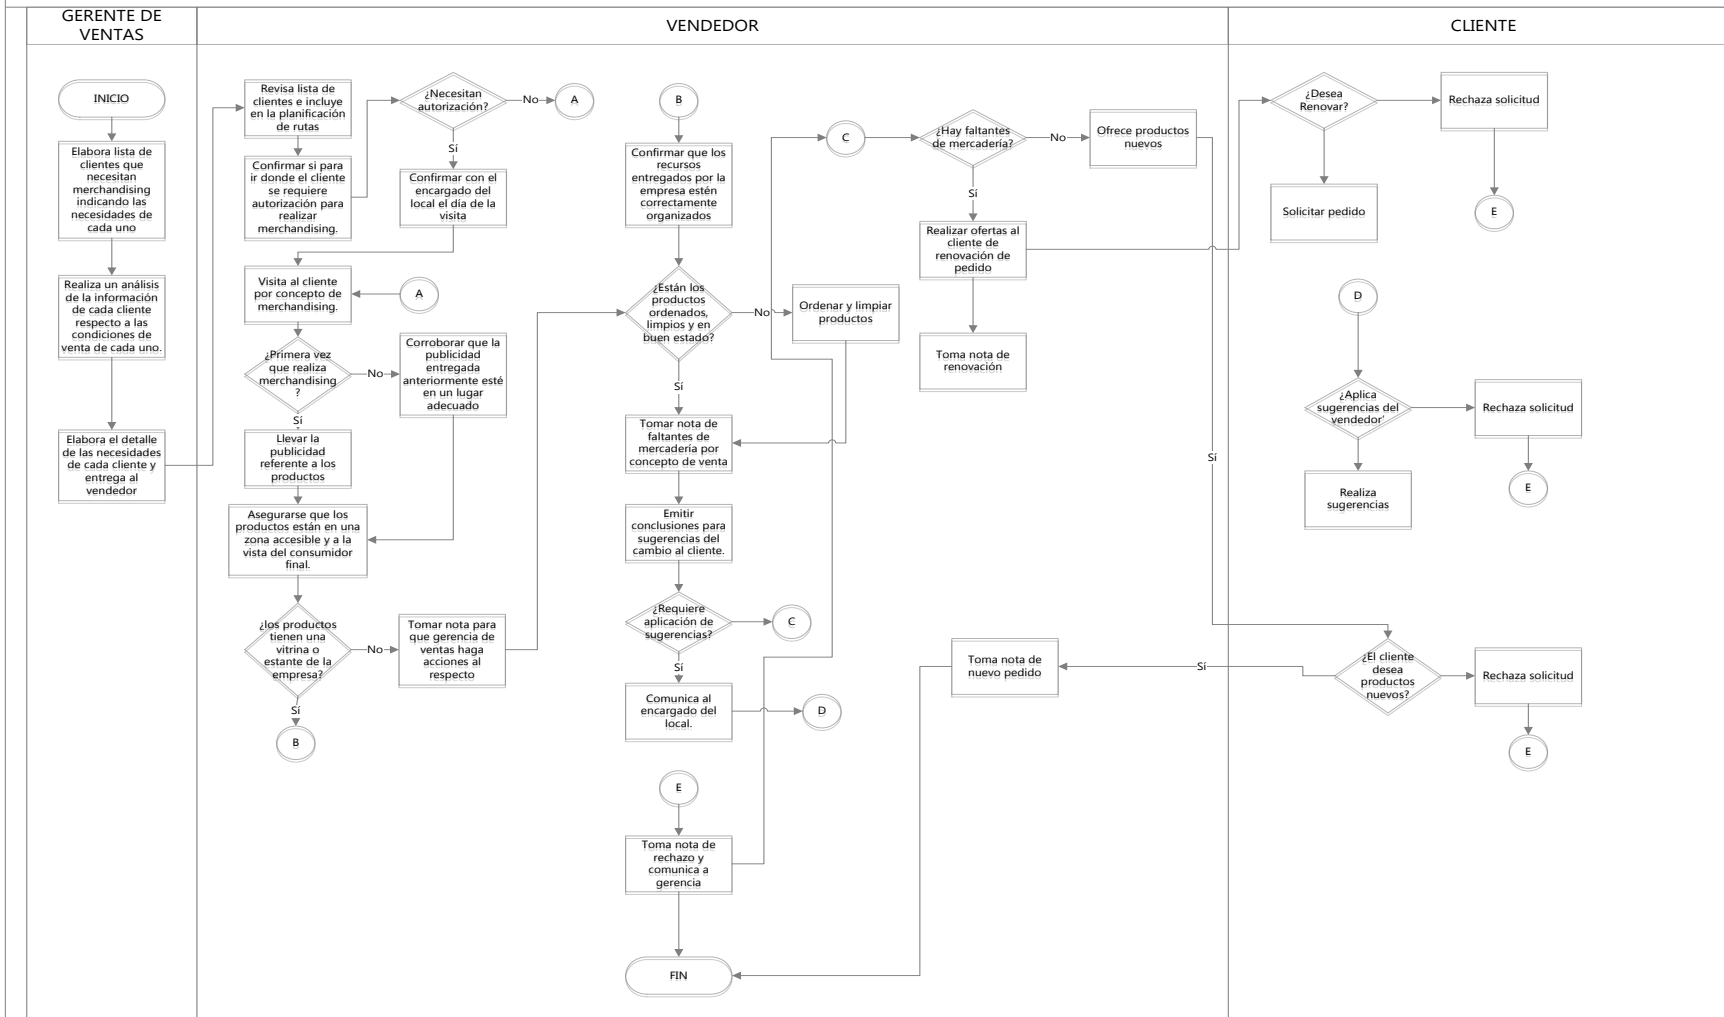 GERENTE DE
VENTAS
VENDEDOR
CLIENTE
INICIO
Elabora lista de
clientes que
necesitan
merchandising
indicando las
necesidades de
cada uno
Realiza un análisis
de la información
de cada cliente
respecto a las
condiciones de
venta de cada uno.
Elabora el detalle
de las necesidades
de cada cliente y
entrega al
vendedor
Revisa lista de
clientes e incluye
en la planificación
de rutas
Confirmar si para
ir donde el cliente
se requiere
autorización para
realizar
merchandising.
¿Necesitan
autorización?
No
A
Sí
Confirmar con el
encargado del
local el día de la
visita
Visita al cliente
por concepto de
merchandising.
A
¿Primera vez
que realiza
merchandising
?
No
Corroborar que la
publicidad
entregada
anteriormente esté
en un lugar
adecuado
Sí
Llevar la
publicidad
referente a los
productos
Asegurarse que los
productos están en una
zona accesible y a la
vista del consumidor
final.
¿los productos
tienen una
vitrina o
estante de la
empresa?
No
Tomar nota para
que gerencia de
ventas haga
acciones al
respecto
Sí
B
B
Confirmar que los
recursos
entregados por la
empresa estén
correctamente
organizados
¿Están los
productos
ordenados,
limpios y en
buen estado?
No
Ordenar y limpiar
productos
Sí
Tomar nota de
faltantes de
mercadería por
concepto de venta
Emitir
conclusiones para
sugerencias del
cambio al cliente.
¿Requiere
aplicación de
sugerencias?
C
Sí
Comunica al
encargado del
local.
D
E
Toma nota de
rechazo y
comunica a
gerencia
FIN
C
¿Hay faltantes
de mercadería?
No
Ofrece productos
nuevos
Sí
Realizar ofertas al
cliente de
renovación de
pedido
Toma nota de
renovación
Sí
Toma nota de
nuevo pedido
Sí
¿Desea
Renovar?
Rechaza solicitud
Solicitar pedido
E
D
¿Aplica
sugerencias del
vendedor'
Rechaza solicitud
Realiza
sugerencias
E
¿El cliente
desea
productos
nuevos?
Rechaza solicitud
E